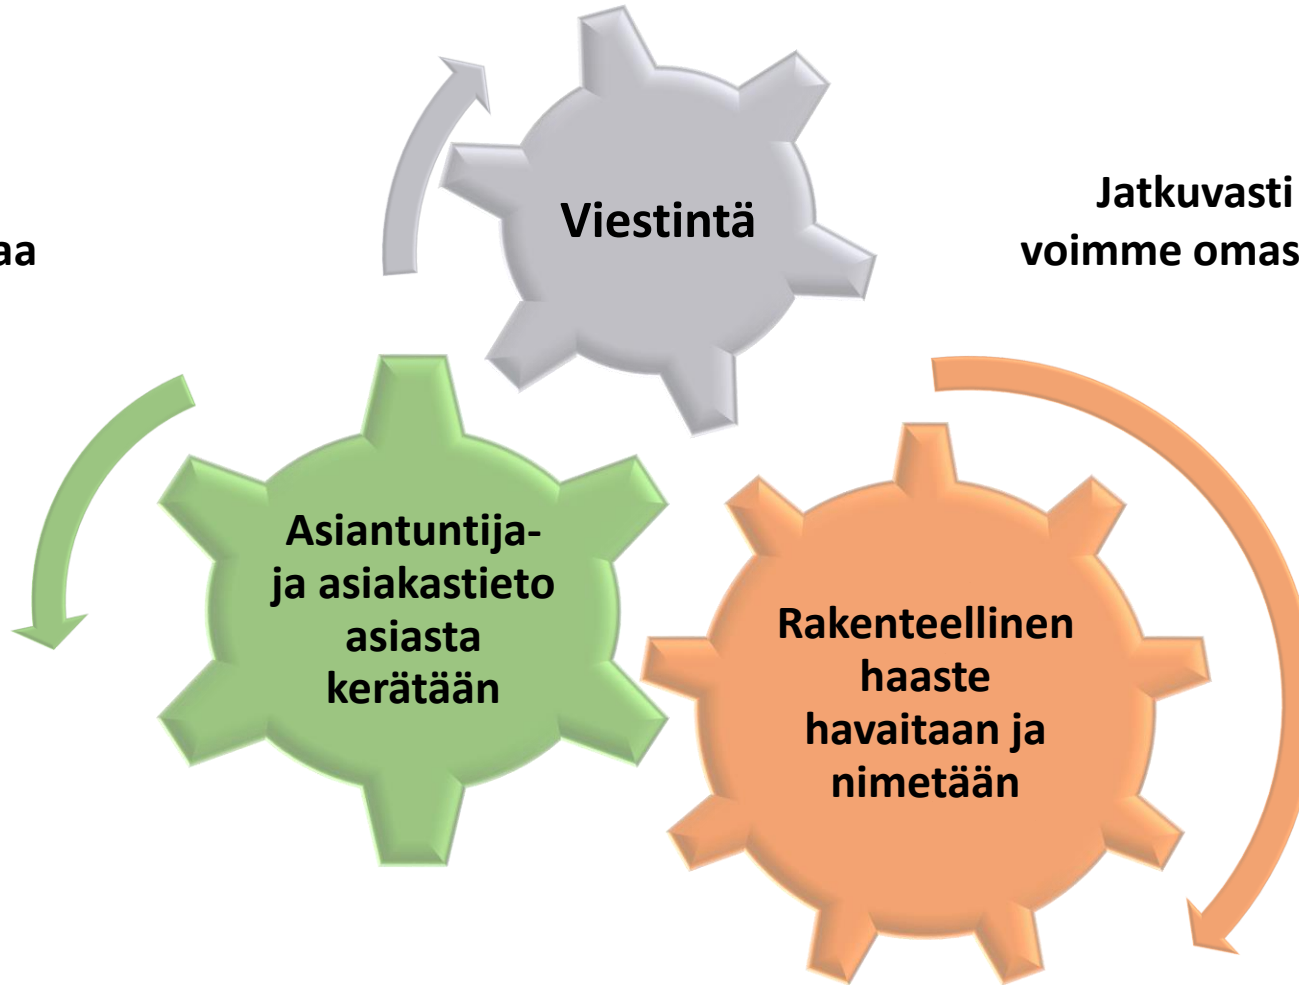 Viestintä
Jatkuvasti
voimme omas
aa
Asiantuntija-
ja asiakastieto
asiasta
kerätään
Rakenteellinen
haaste
havaitaan ja
nimetään